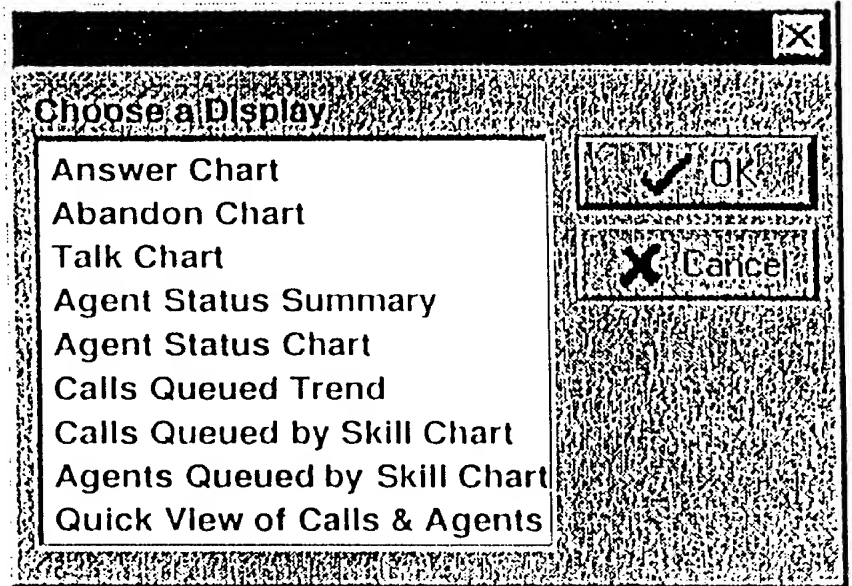 Choose a Display
Answer Chart
Abandon Chart
Talk Chart
Agent Status Summary
Agent Status Chart
Calls Queued Trend
Calls Queued by Skill Chart
Agents Queued by Skill Chart
Quick View of Calls & Agents
OK
Cancel